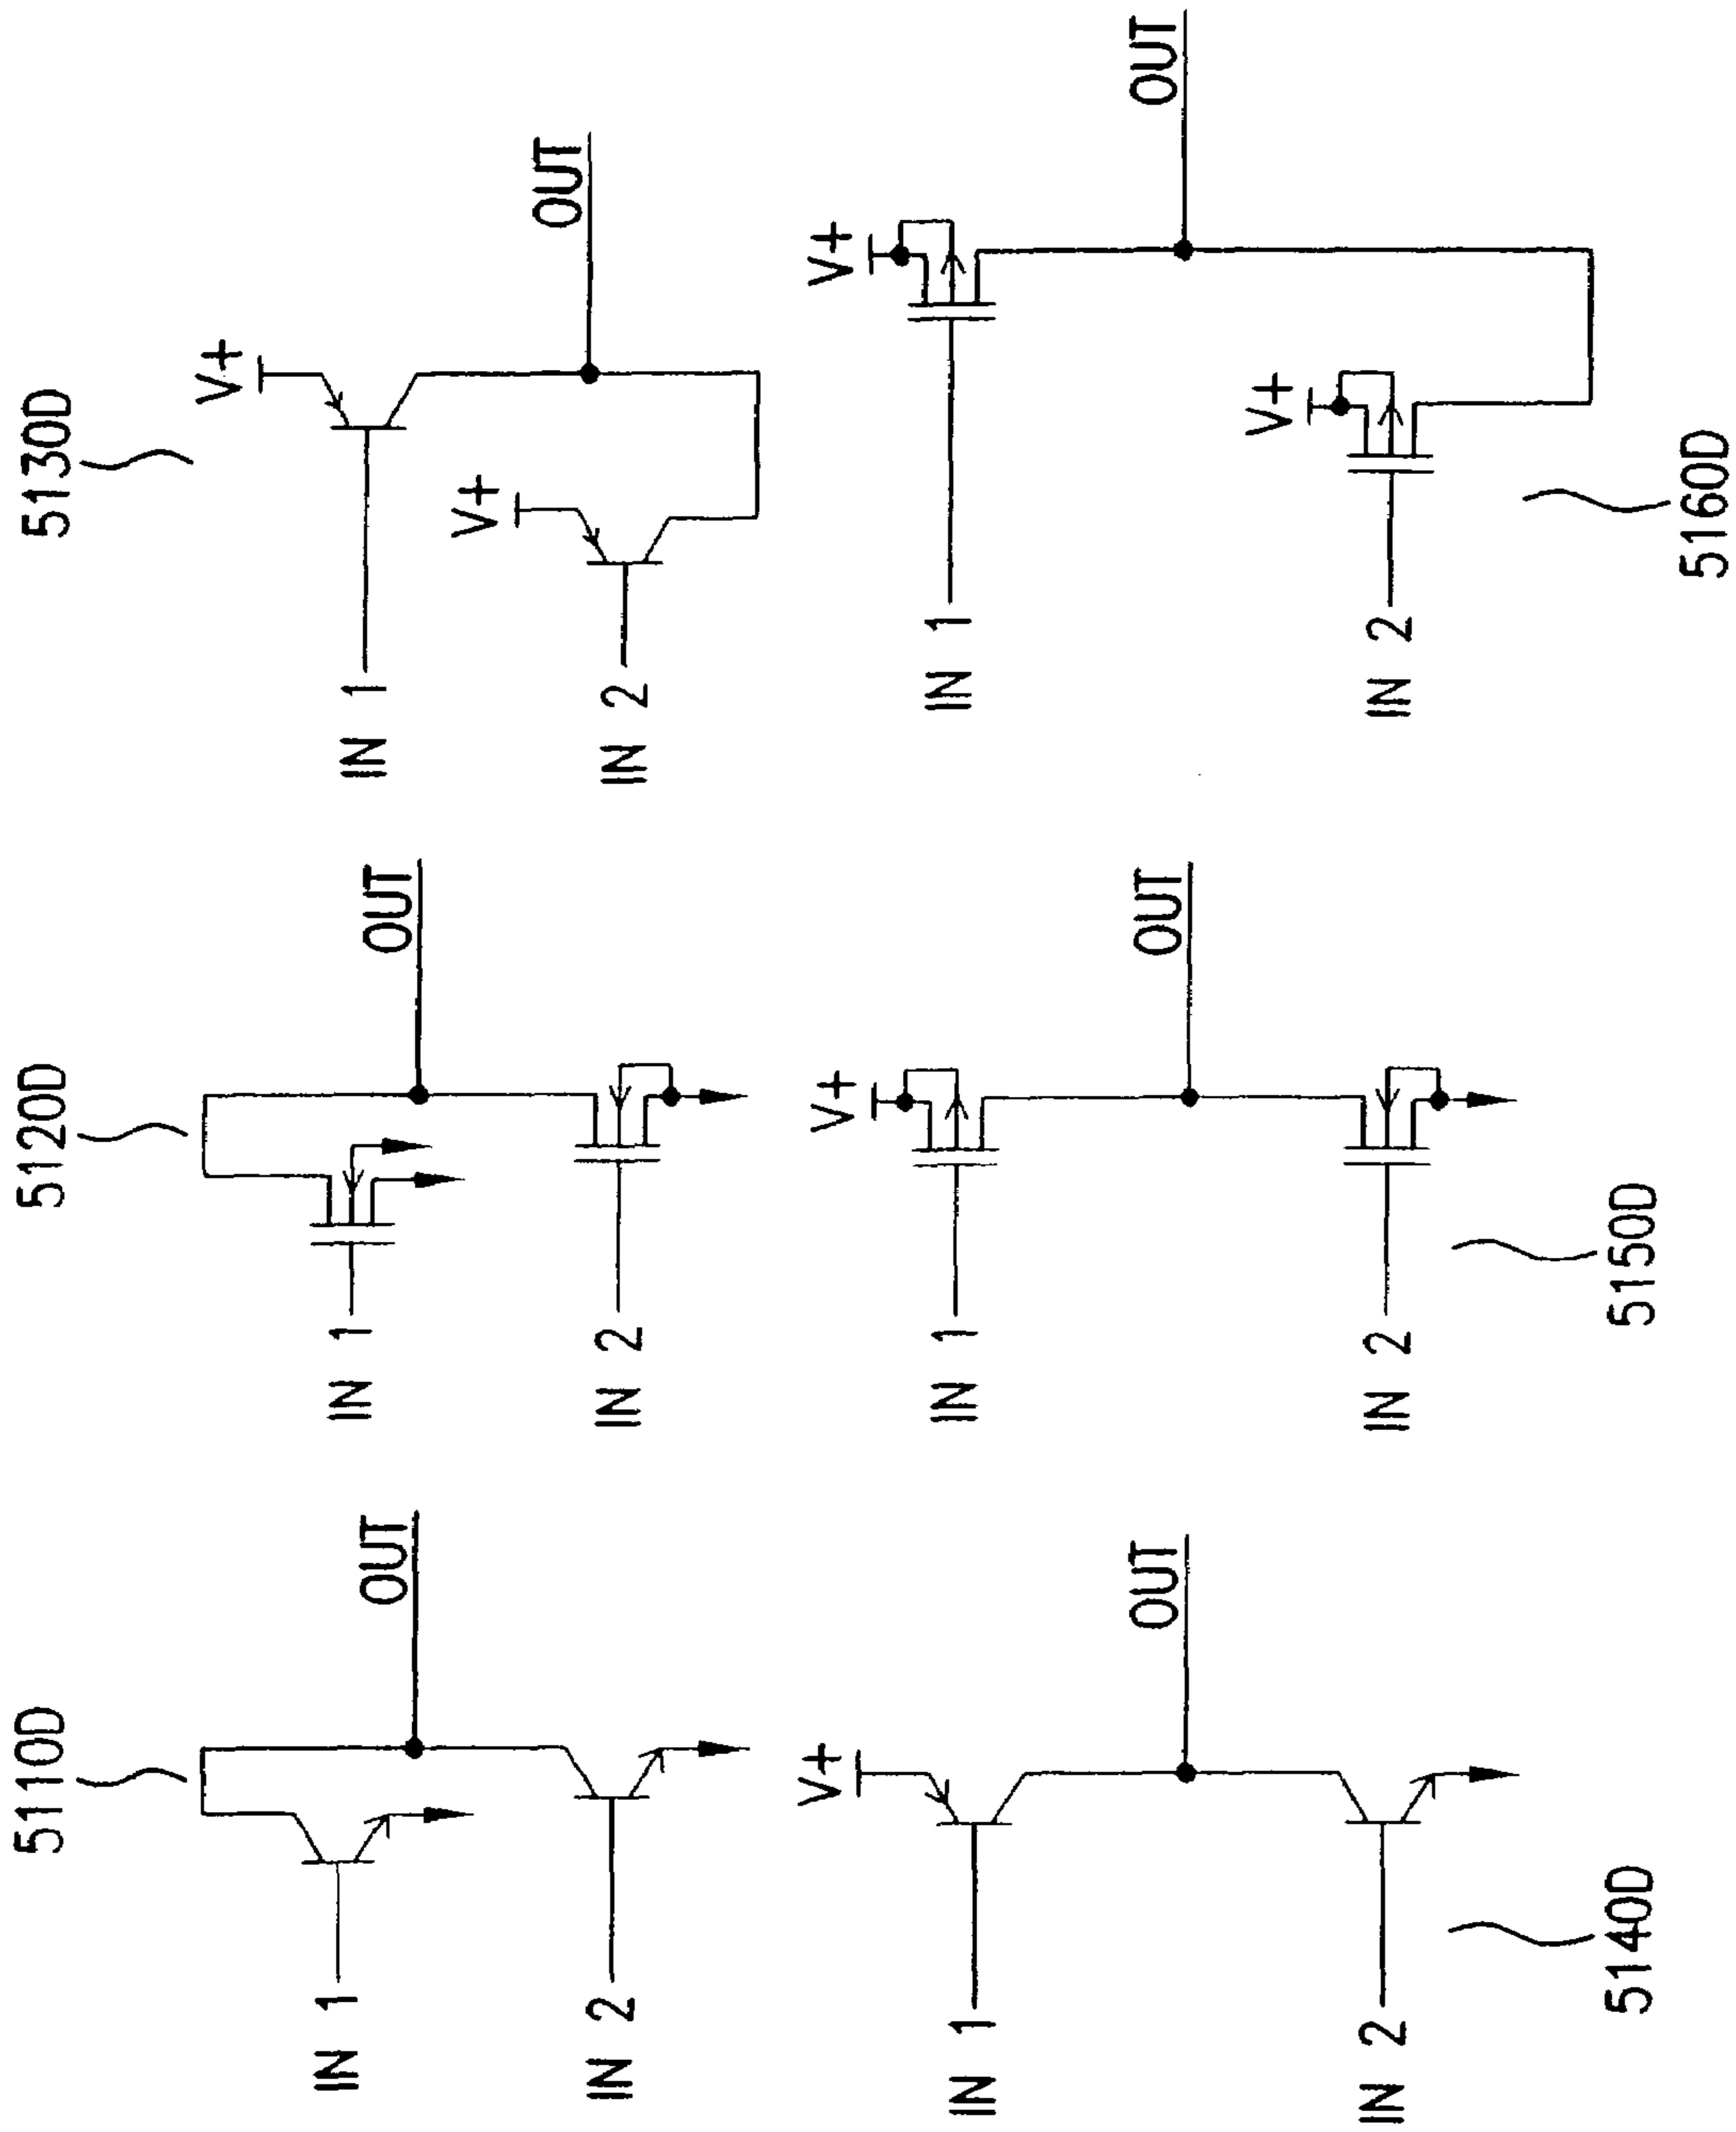 5110D
IN 1
IN 2
OUT
5120D
IN 1
IN 2
OUT
5130D
V+
V+
IN 1
IN 2
OUT
V+
IN 1
IN 2
OUT
5140D
V+
IN 1
IN 2
OUT
5150D
V+
V+
IN 1
IN 2
OUT
5160D